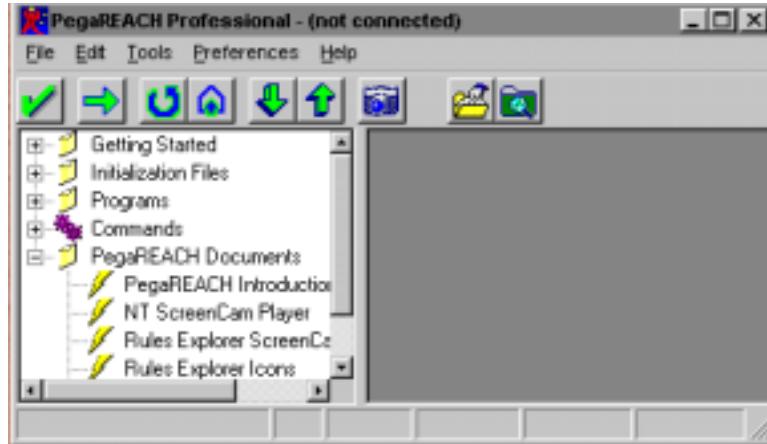 PegaREACH Professional - (not connected)
File Edit Tools Preferences Help
Getting Started
Initialization Files
Programs
Commands
PegaREACH Documents
PegaREACH Introduction
NT ScreenCam Player
Rules Explorer ScreenCa
Rules Explorer Icons